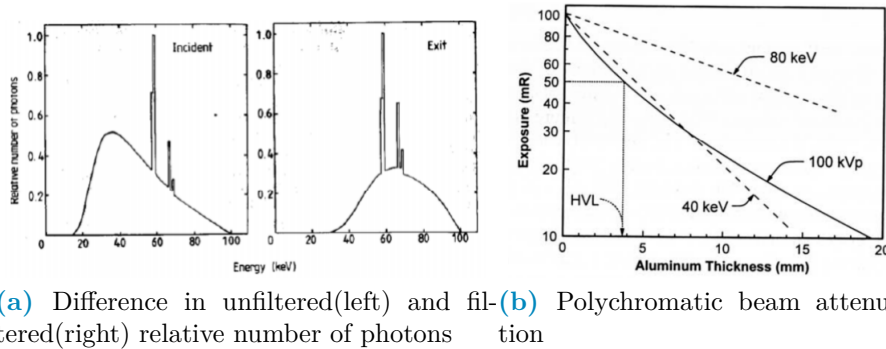 1.0
Incident
0.8
0.6
0.4
0.2
0
20
40
60
80
100
Relative number of photons
1.0
Exit
0.8
0.6
0.4
0.2
0
20
40
60
80
100
Energy (keV)
100
80
60
50
40
30
20
10
Exposure (mR)
80 keV
100 kVp
40 keV
HVL
0
5
10
15
20
Aluminum Thickness (mm)
(a) Difference in unfiltered(left) and fil-
tered(right) relative number of photons
(b) Polychromatic beam attenu
tion